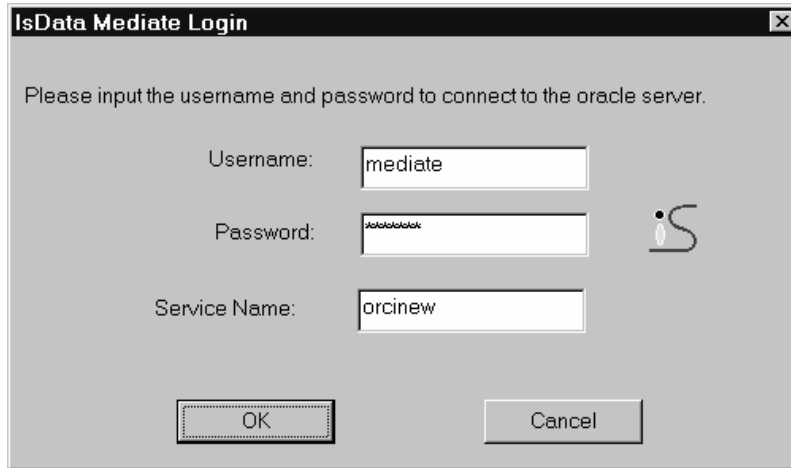 IsData Mediate Login
Please input the username and password to connect to the oracle server.
Username: mediate
Password: ********
iS
Service Name: orcinew
OK Cancel